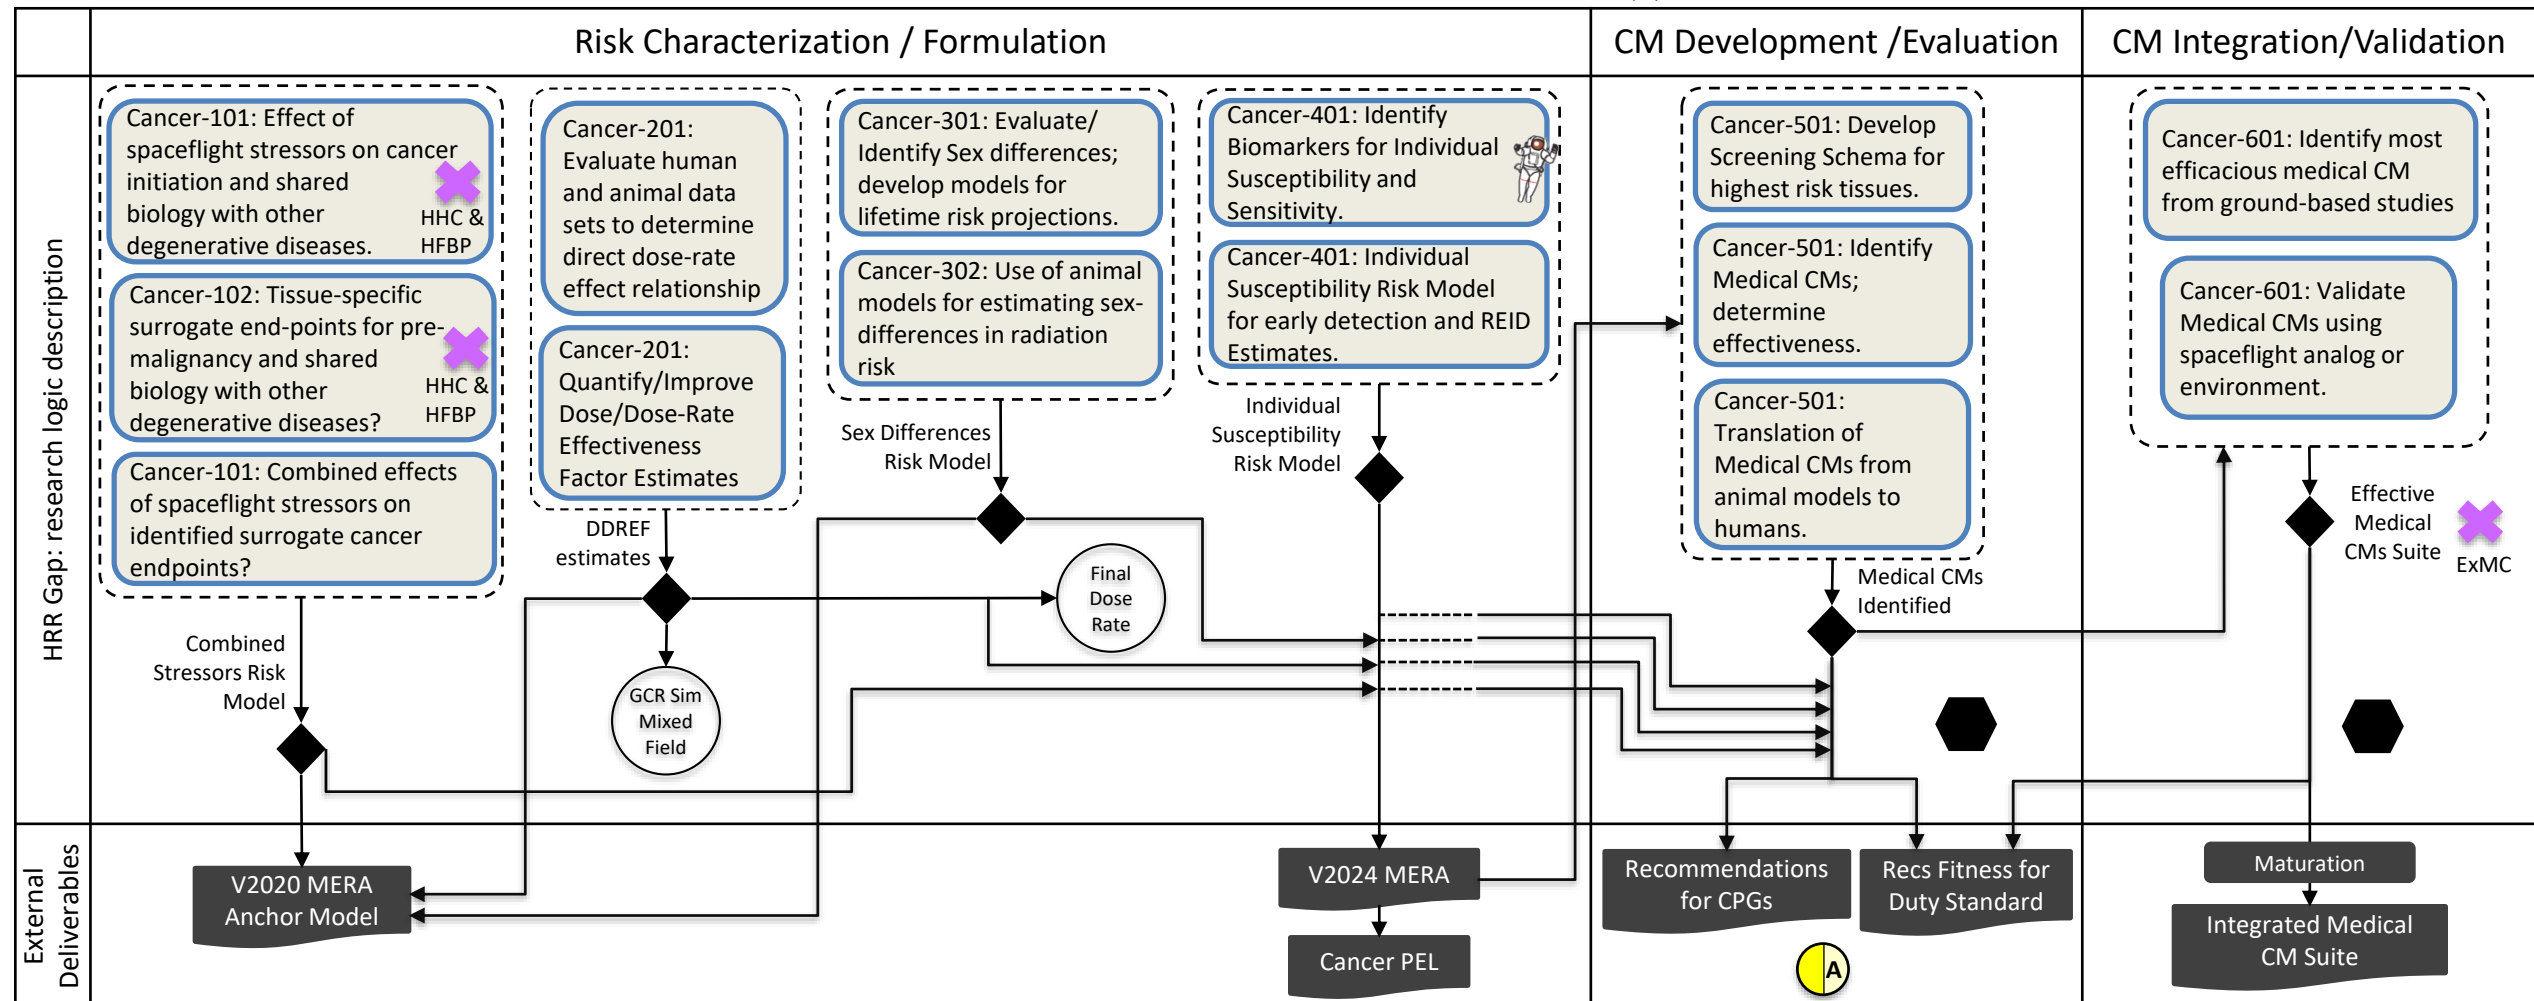 Risk Characterization / Formulation
CM Development /Evaluation
CM Integration/Validation
HRR Gap: research logic description
Cancer-101: Effect of
spaceflight stressors on cancer
initiation and shared
biology with other
degenerative diseases.
HHC &
HFBP
Cancer-102: Tissue-specific
surrogate end-points for pre-
malignancy and shared
biology with other
degenerative diseases?
HHC &
HFBP
Cancer-101: Combined effects
of spaceflight stressors on
identified surrogate cancer
endpoints?
Combined
Stressors Risk
Model
Cancer-201:
Evaluate human
and animal data
sets to determine
direct dose-rate
effect relationship
Cancer-201:
Quantify/Improve
Dose/Dose-Rate
Effectiveness
Factor Estimates
DDREF
estimates
GCR Sim
Mixed
Field
Final
Dose
Rate
Cancer-301: Evaluate/
Identify Sex differences;
develop models for
lifetime risk projections.
Cancer-302: Use of animal
models for estimating sex-
differences in radiation
risk
Sex Differences
Risk Model
Cancer-401: Identify
Biomarkers for Individual
Susceptibility and
Sensitivity.
Cancer-401: Individual
Susceptibility Risk Model
for early detection and REID
Estimates.
Individual
Susceptibility
Risk Model
Cancer-501: Develop
Screening Schema for
highest risk tissues.
Cancer-501: Identify
Medical CMs;
determine
effectiveness.
Cancer-501:
Translation of
Medical CMs from
animal models to
humans.
Medical CMs
Identified
Cancer-601: Identify most
efficacious medical CM
from ground-based studies
Cancer-601: Validate
Medical CMs using
spaceflight analog or
environment.
Effective
Medical
CMs Suite
ExMC
External
Deliverables
V2020 MERA
Anchor Model
V2024 MERA
Cancer PEL
Recommendations
for CPGs
Recs Fitness for
Duty Standard
A
Maturation
Integrated Medical
CM Suite